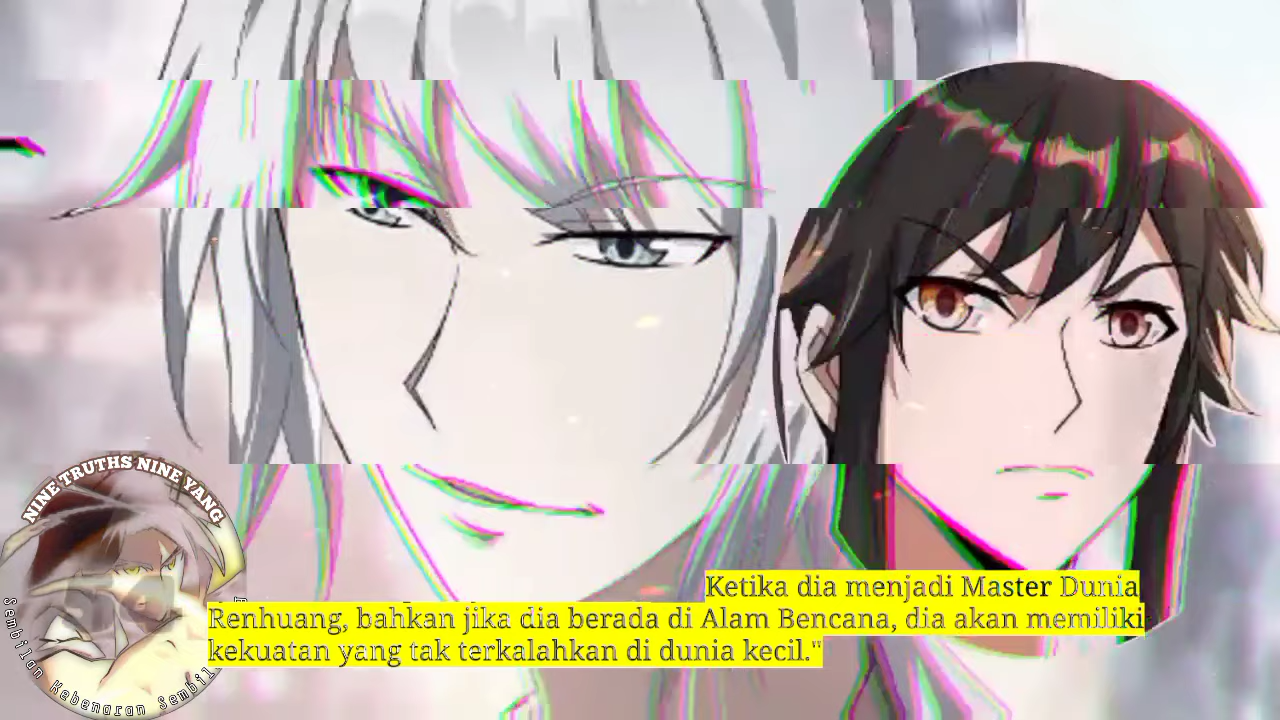 NINE TRUTHS NINE YANG
Sembilan Kebenaran Sembil
Ketika dia menjadi Master Dunia
Renhuang, bahkan jika dia berada di Alam Bencana, dia akan memiliki
kekuatan yang tak terkalahkan di dunia kecil."